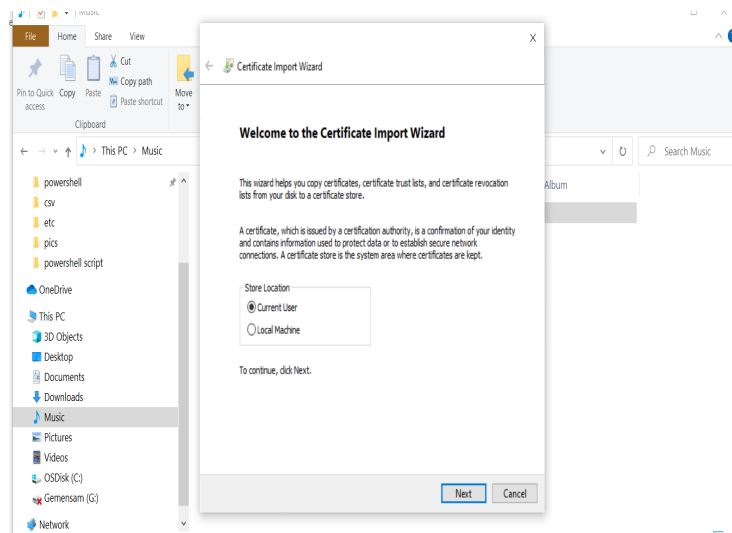 Music
File Home Share View
Pin to Quick access
Copy
Paste
Cut
Copy path
Paste shortcut
Move to
Clipboard
This PC > Music
Search Music
Album
powershell
csv
etc
pics
powershell script
OneDrive
This PC
3D Objects
Desktop
Documents
Downloads
Music
Pictures
Videos
OSDisk (C:)
Gemensam (G:)
Network
X
Certificate Import Wizard
Welcome to the Certificate Import Wizard
This wizard helps you copy certificates, certificate trust lists, and certificate revocation
lists from your disk to a certificate store.
A certificate, which is issued by a certification authority, is a confirmation of your identity
and contains information used to protect data or to establish secure network
connections. A certificate store is the system area where certificates are kept.
Store Location
Current User
Local Machine
To continue, click Next.
Next Cancel